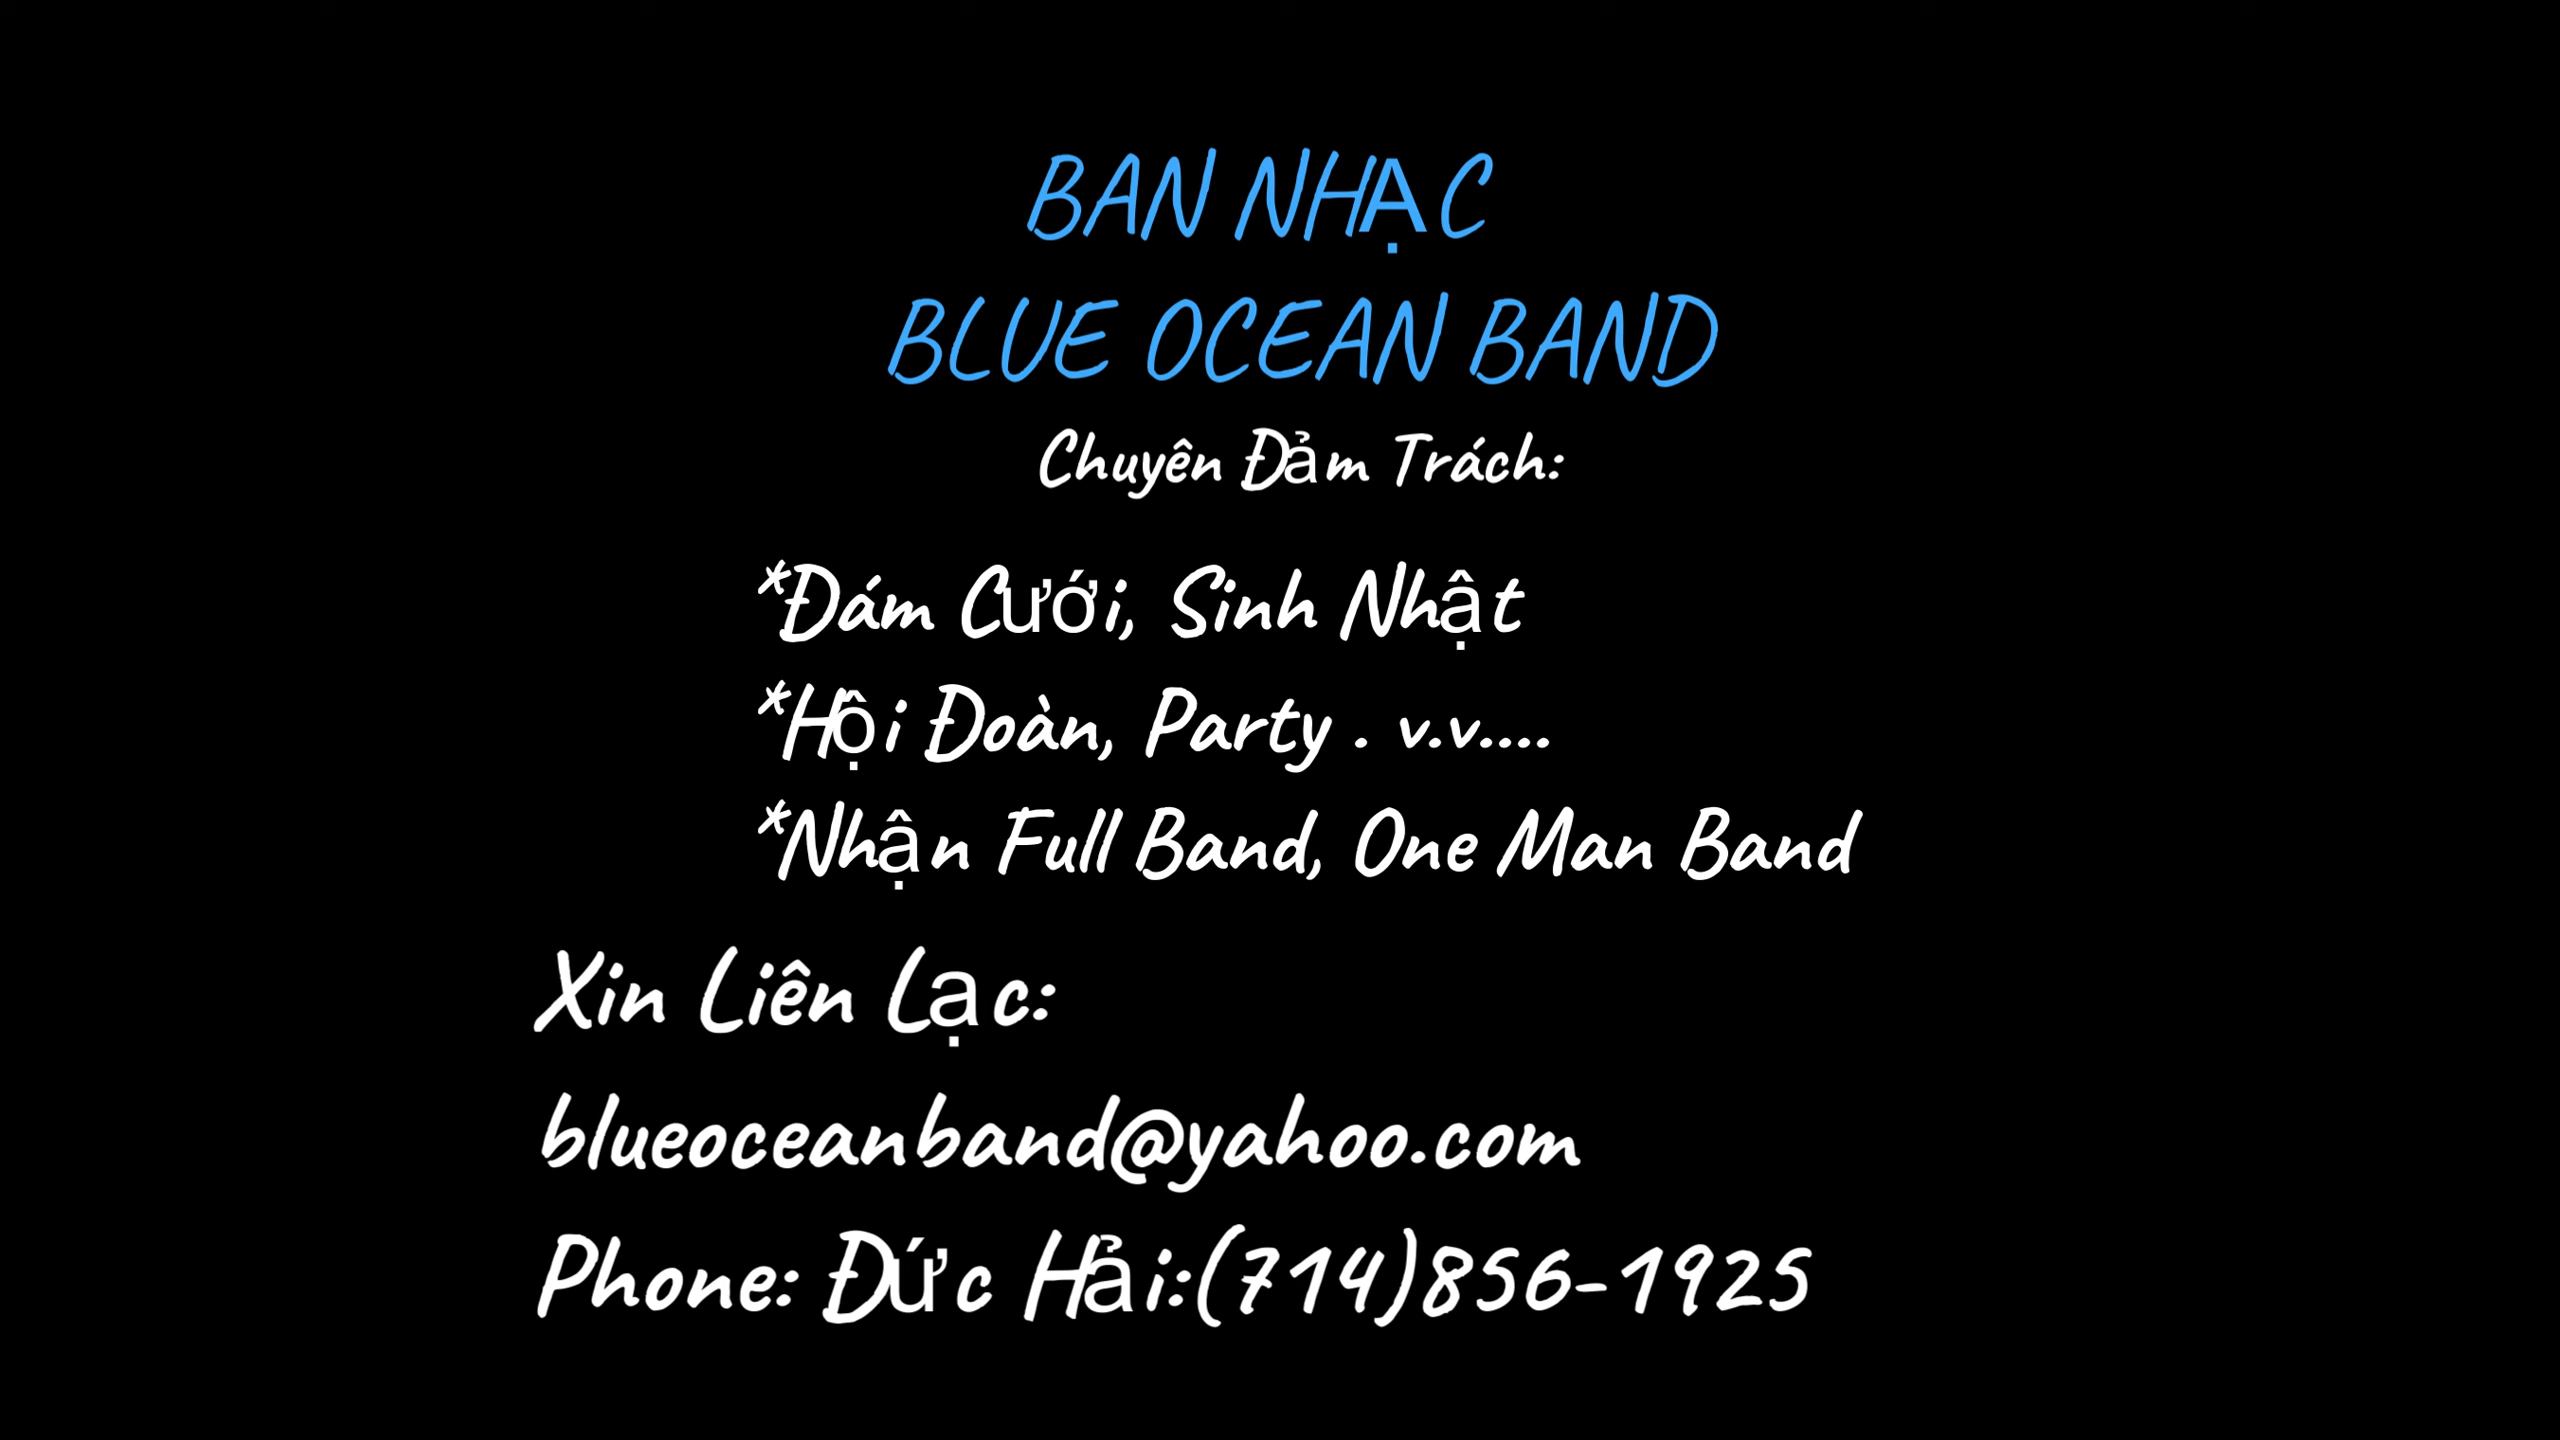 BAN NHẠC
BLUE OCEAN BAND
Chuyên Đảm Trách:
*Đám Cưới, Sinh Nhật
*Hội Đoàn, Party . v.v....
*Nhận Full Band, One Man Band
Xin Liên Lạc:
blueoceanband@yahoo.com
Phone: Đức Hải:(714)856-1925